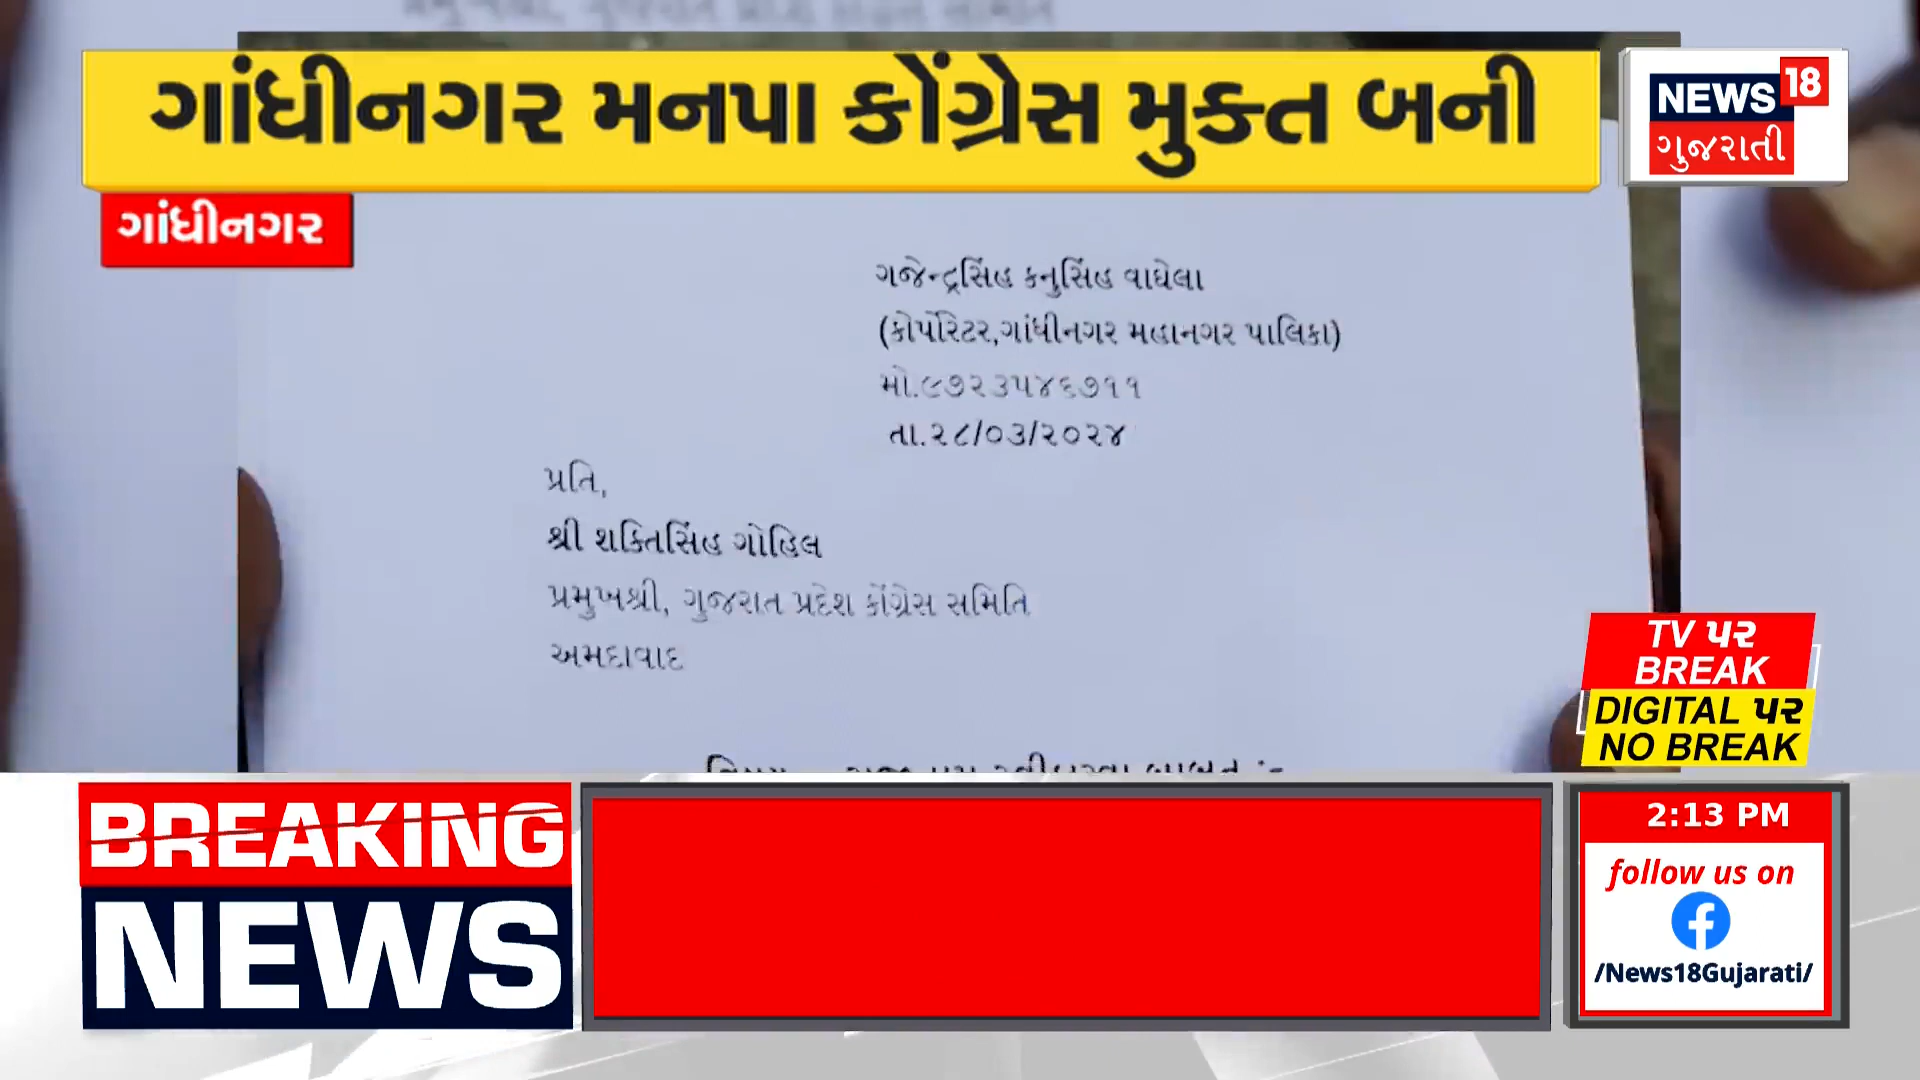 ગાંધીનગર મનપા કોંગ્રેસ મુક્ત બની
NEWS 18
ગુજરાતી
ગાંધીનગર
ગજેન્દ્રસિંહ કનુસિંહ વાઘેલા
(કોર્પોરેટર,ગાંધીનગર મહાનગર પાલિકા)
મો.૯૭૨૩૫૪૬૭૧૧
તા.૨૮/૦૩/૨૦૨૪
પ્રતિ,
શ્રી શક્તિસિંહ ગોહિલ
પ્રમુખશ્રી, ગુજરાત પ્રદેશ કોંગ્રેસ સમિતિ
અમદાવાદ
TV પર
BREAK
DIGITAL પર
NO BREAK
BREAKING
NEWS
2:13 PM
follow us on
/News18Gujarati/